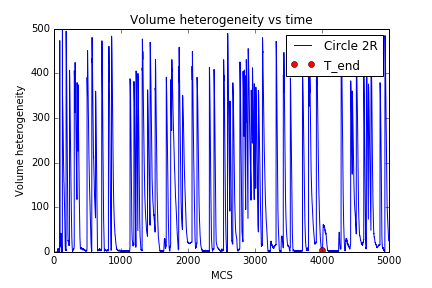 Volume heterogeneity vs time
500
400
300
200
100
0
Volume heterogeneity
Circle 2R
T_end
0 1000 2000 3000 4000 5000
MCS